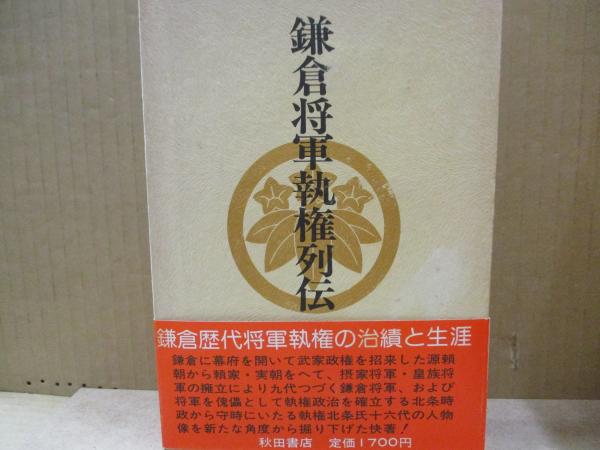 鎌倉将軍執権列伝
鎌倉歴代将軍執権の治績と生涯
鎌倉に幕府を開いて武家政権を招来した源頼
朝から頼家・実朝をへて、摂家将軍・皇族将
軍の擁立により九代つづく鎌倉将軍、および
将軍を傀儡として執権政治を確立する北条時
政から守時にいたる執権北条氏十六代の人物
像を新たな角度から掘り下げた快著!
秋田書店 定価1700円